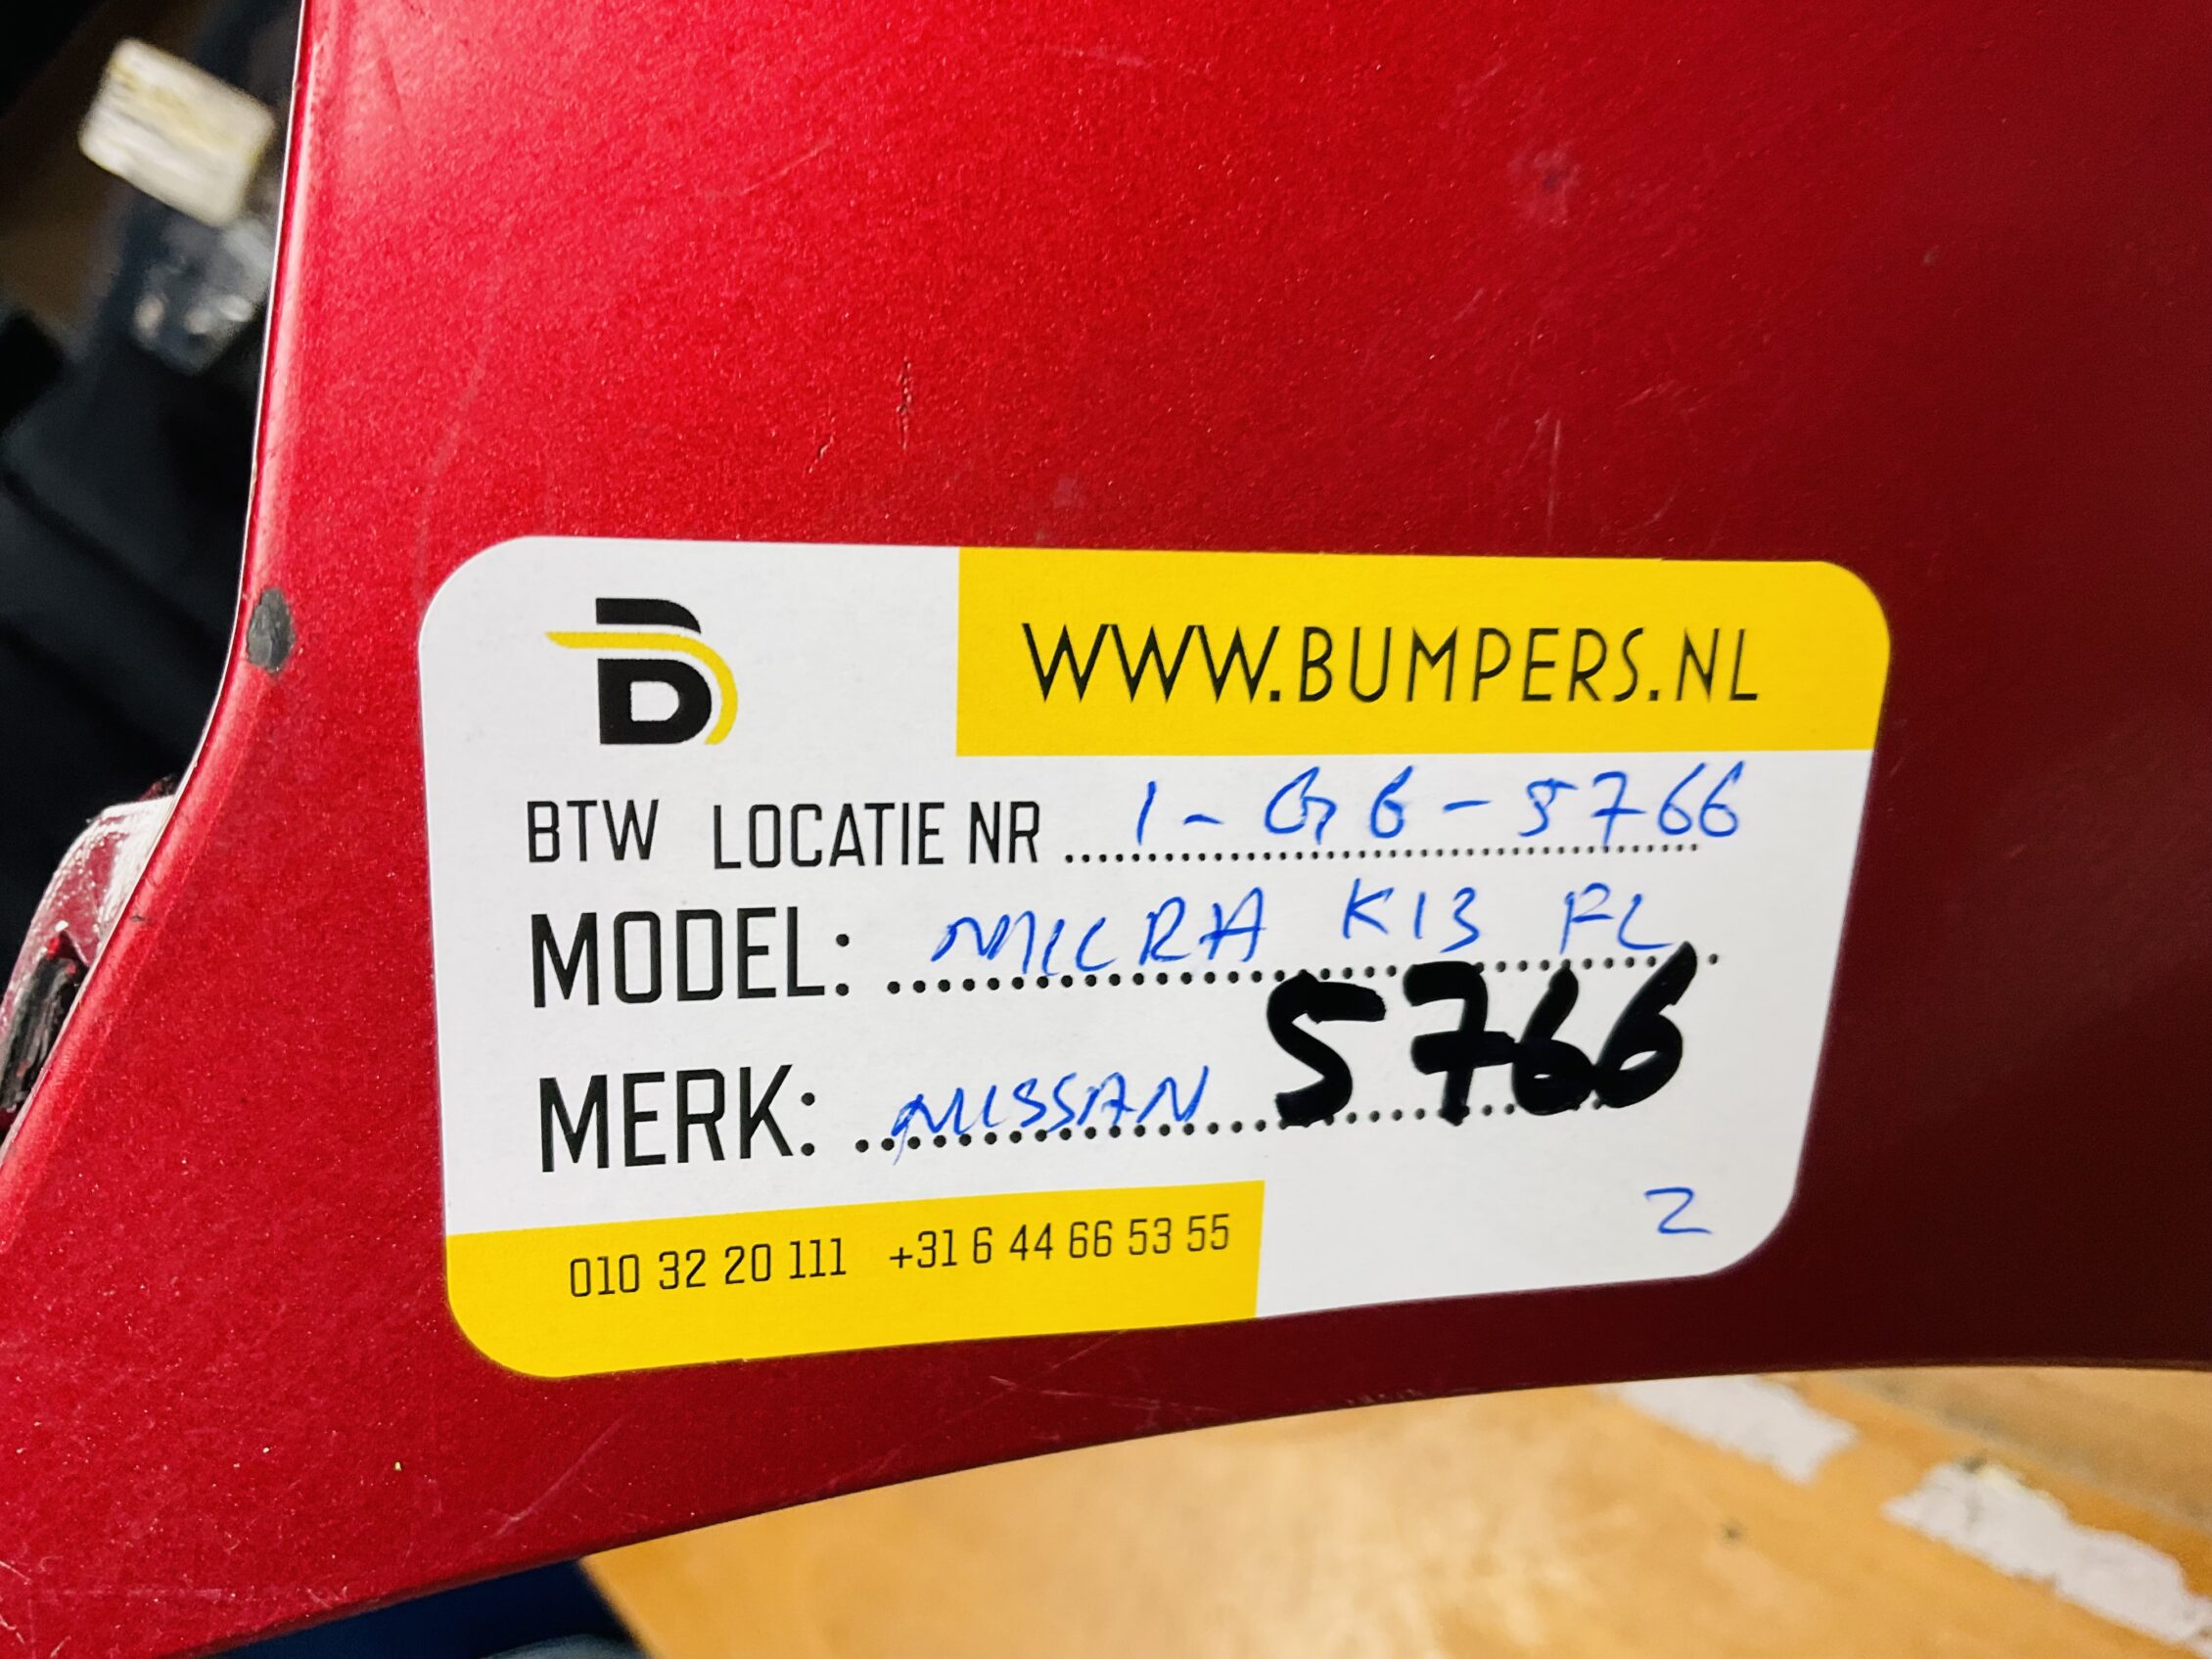 B
WWW.BUMPERS.NL
BTW LOCATIE NR 1-G6-5766
MODEL: MICRA K13 FL
MERK: NISSAN 5766
2
010 32 20 111 +31 6 44 66 53 55